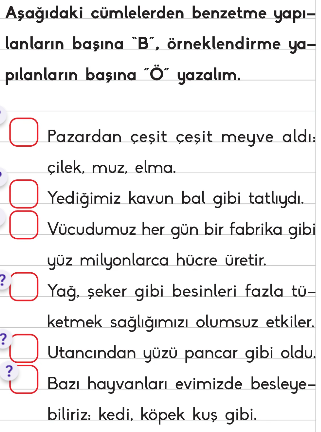 Aşağıdaki cümlelerden benzetme yapı-
lanların başına “B”, örneklendirme ya-
pılanların başına “Ö” yazalım.
Pazardan çeşit çeşit meyve aldı:
çilek, muz, elma.
Yediğimiz kavun bal gibi tatlıydı.
Vücudumuz her gün bir fabrika gibi
yüz milyonlarca hücre üretir.
? Yağ, şeker gibi besinleri fazla tü-
ketmek sağlığımızı olumsuz etkiler.
? Utancından yüzü pancar gibi oldu.
? Bazı hayvanları evimizde besleye-
biliriz: kedi, köpek kuş gibi.